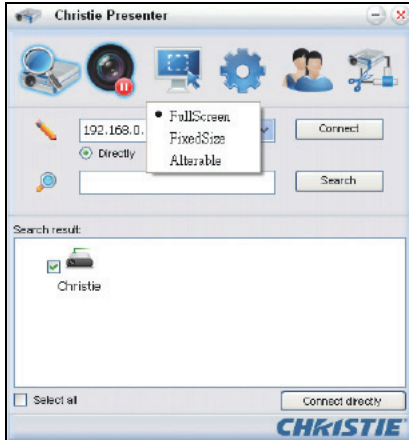 Christie Presenter
FullScreen
FixedSize
Alterable
192.168.0.
Connect
Directly
Search
Search result:
Christie
Select all
Connect directly
CHRISTIE